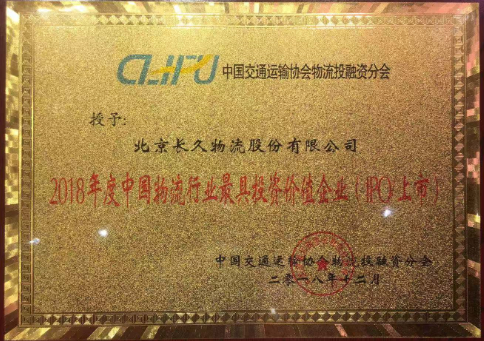 CLIFU 中国交通运输协会物流投融资分会
授予:
北京长久物流股份有限公司
2018年度中国物流行业最具投资价值企业(IPO上市)
中国交通运输协会物流投融资分会
二零一八年十二月